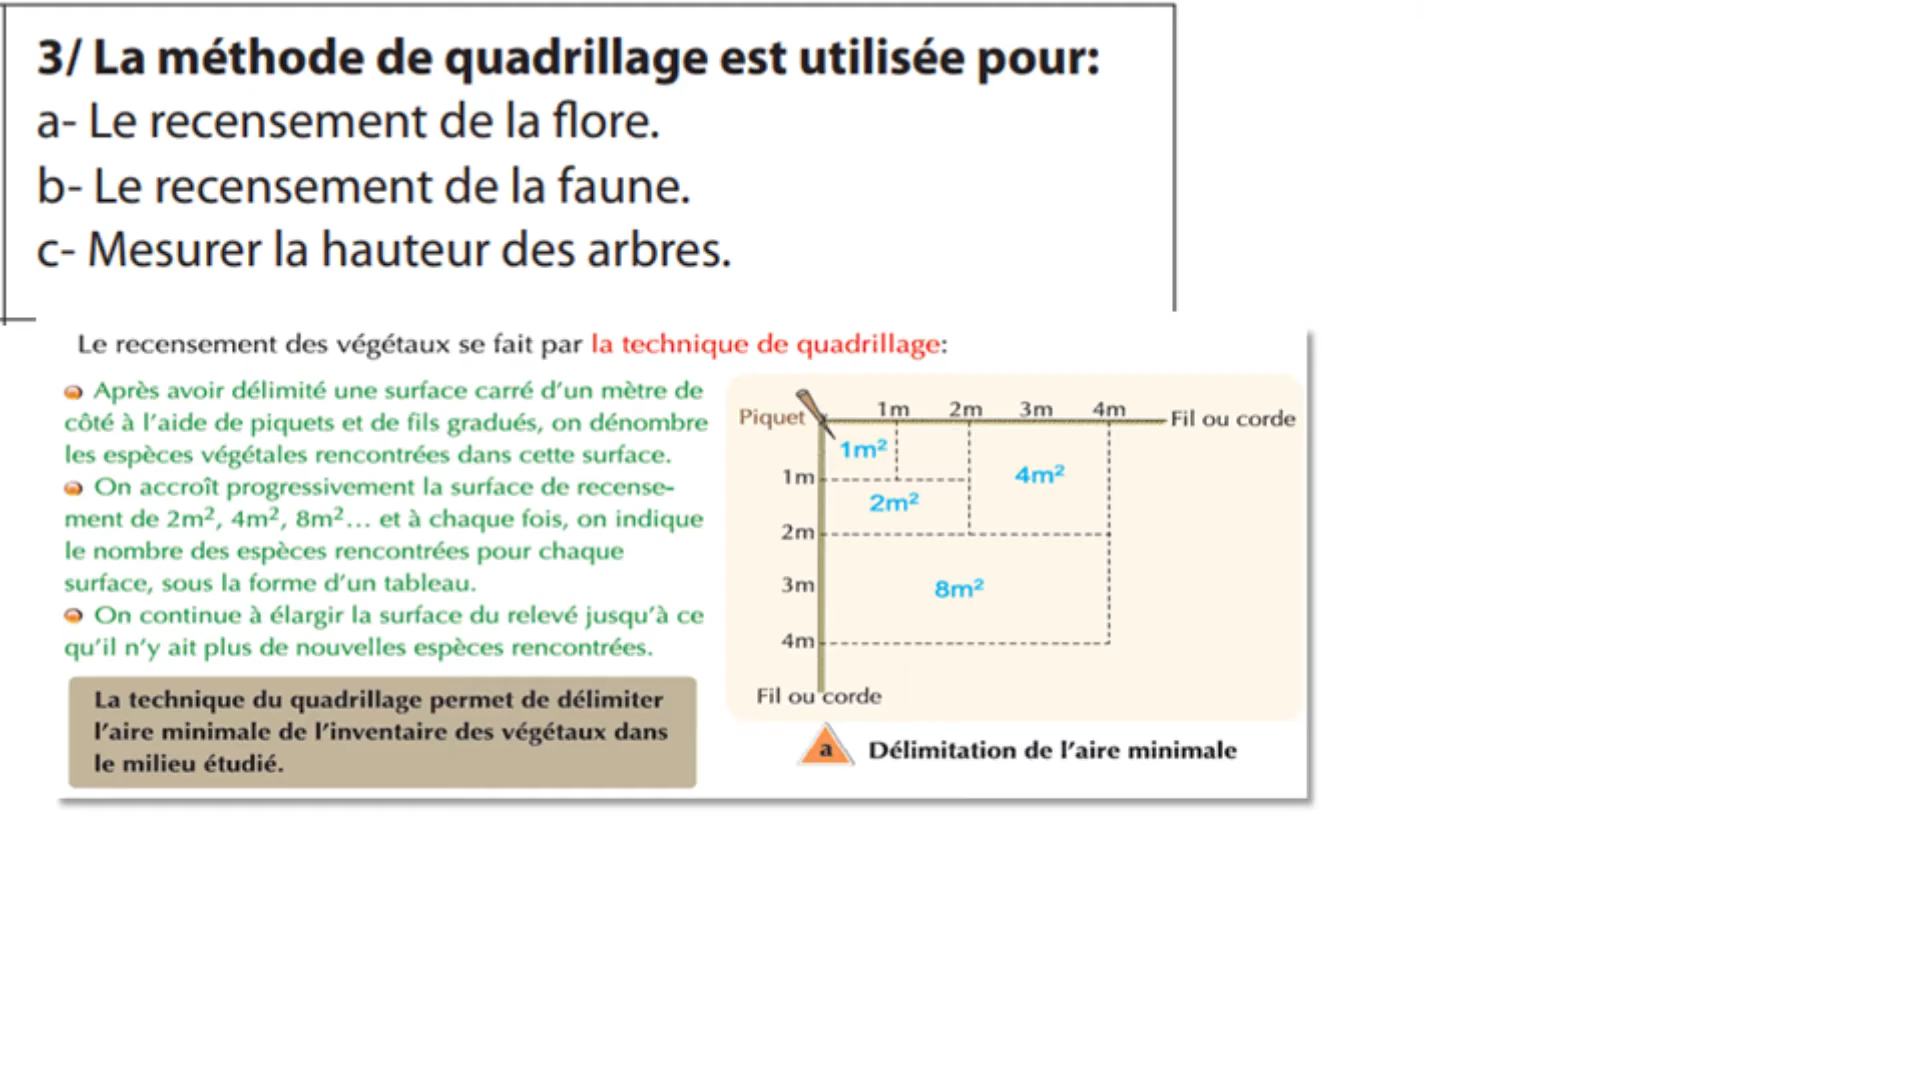 3/ La méthode de quadrillage est utilisée pour:
a- Le recensement de la flore.
b- Le recensement de la faune.
c- Mesurer la hauteur des arbres.
Le recensement des végétaux se fait par la technique de quadrillage:
Après avoir délimité une surface carré d'un mètre de
côté à l'aide de piquets et de fils gradués, on dénombre
les espèces végétales rencontrées dans cette surface.
On accroît progressivement la surface de recense-
ment de 2m², 4m², 8m²... et à chaque fois, on indique
le nombre des espèces rencontrées pour chaque
surface, sous la forme d'un tableau.
On continue à élargir la surface du relevé jusqu'à ce
qu'il n'y ait plus de nouvelles espèces rencontrées.
La technique du quadrillage permet de délimiter
l'aire minimale de l'inventaire des végétaux dans
le milieu étudié.
Piquet 1m 2m 3m 4m Fil ou corde
1m²
1m 4m²
2m²
2m
3m 8m²
4m
Fil ou corde
a Délimitation de l'aire minimale